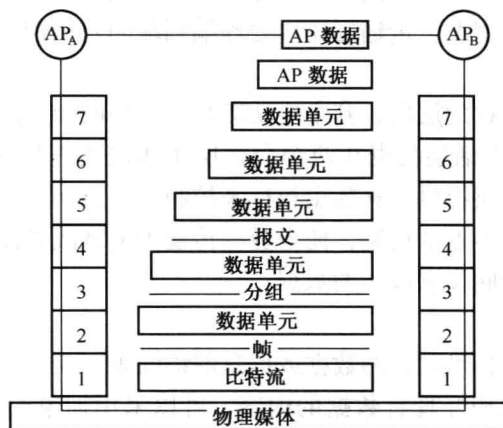 AP_A AP 数据 AP_B
AP 数据
7 数据单元 7
6 数据单元 6
5 数据单元 5
报文
4 数据单元 4
分组
3 数据单元 3
2 帧 2
1 比特流 1
物理媒体